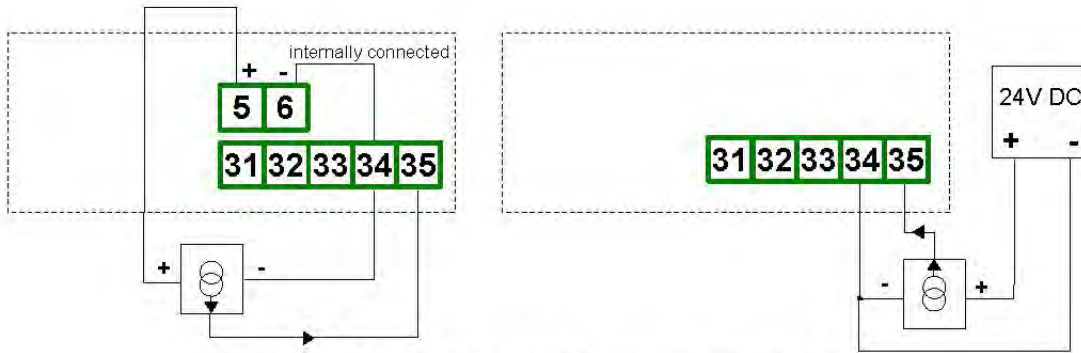 internally connected
+ -
5 6
31 32 33 34 35
+ -
24V DC
+ -
31 32 33 34 35
- +